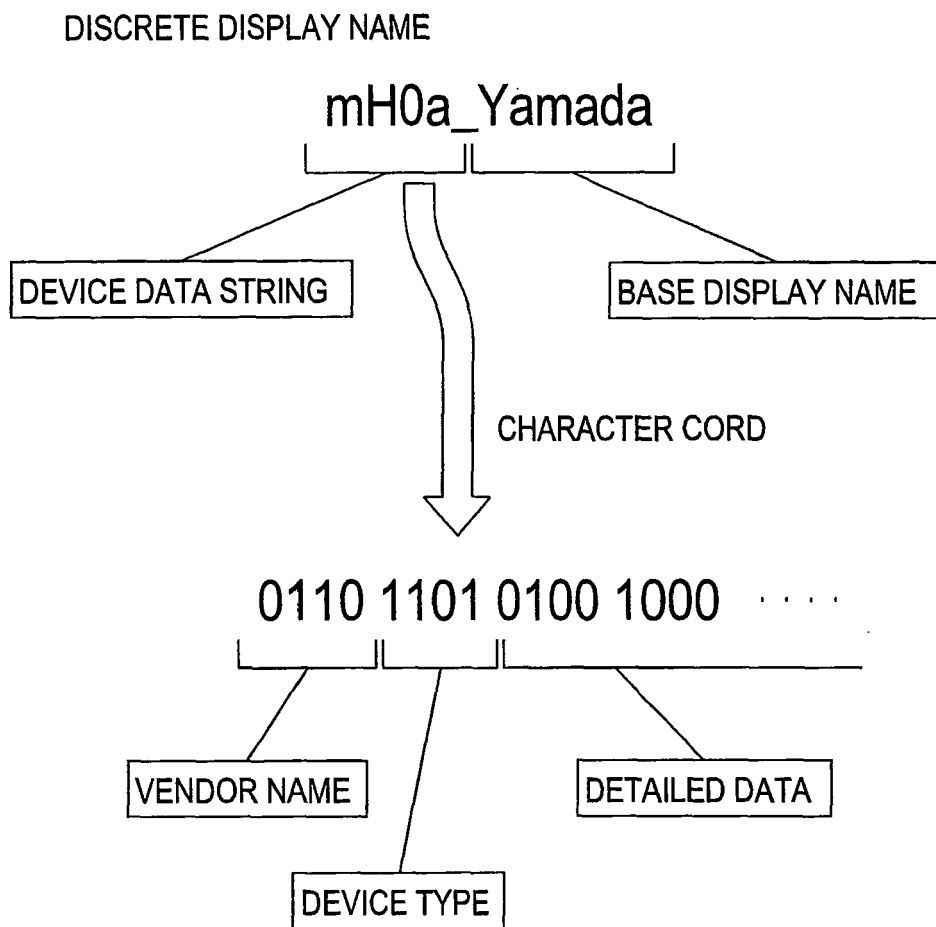 DISCRETE DISPLAY NAME
mH0a_Yamada
DEVICE DATA STRING
BASE DISPLAY NAME
CHARACTER CORD
0110 1101 0100 1000 ····
VENDOR NAME
DETAILED DATA
DEVICE TYPE